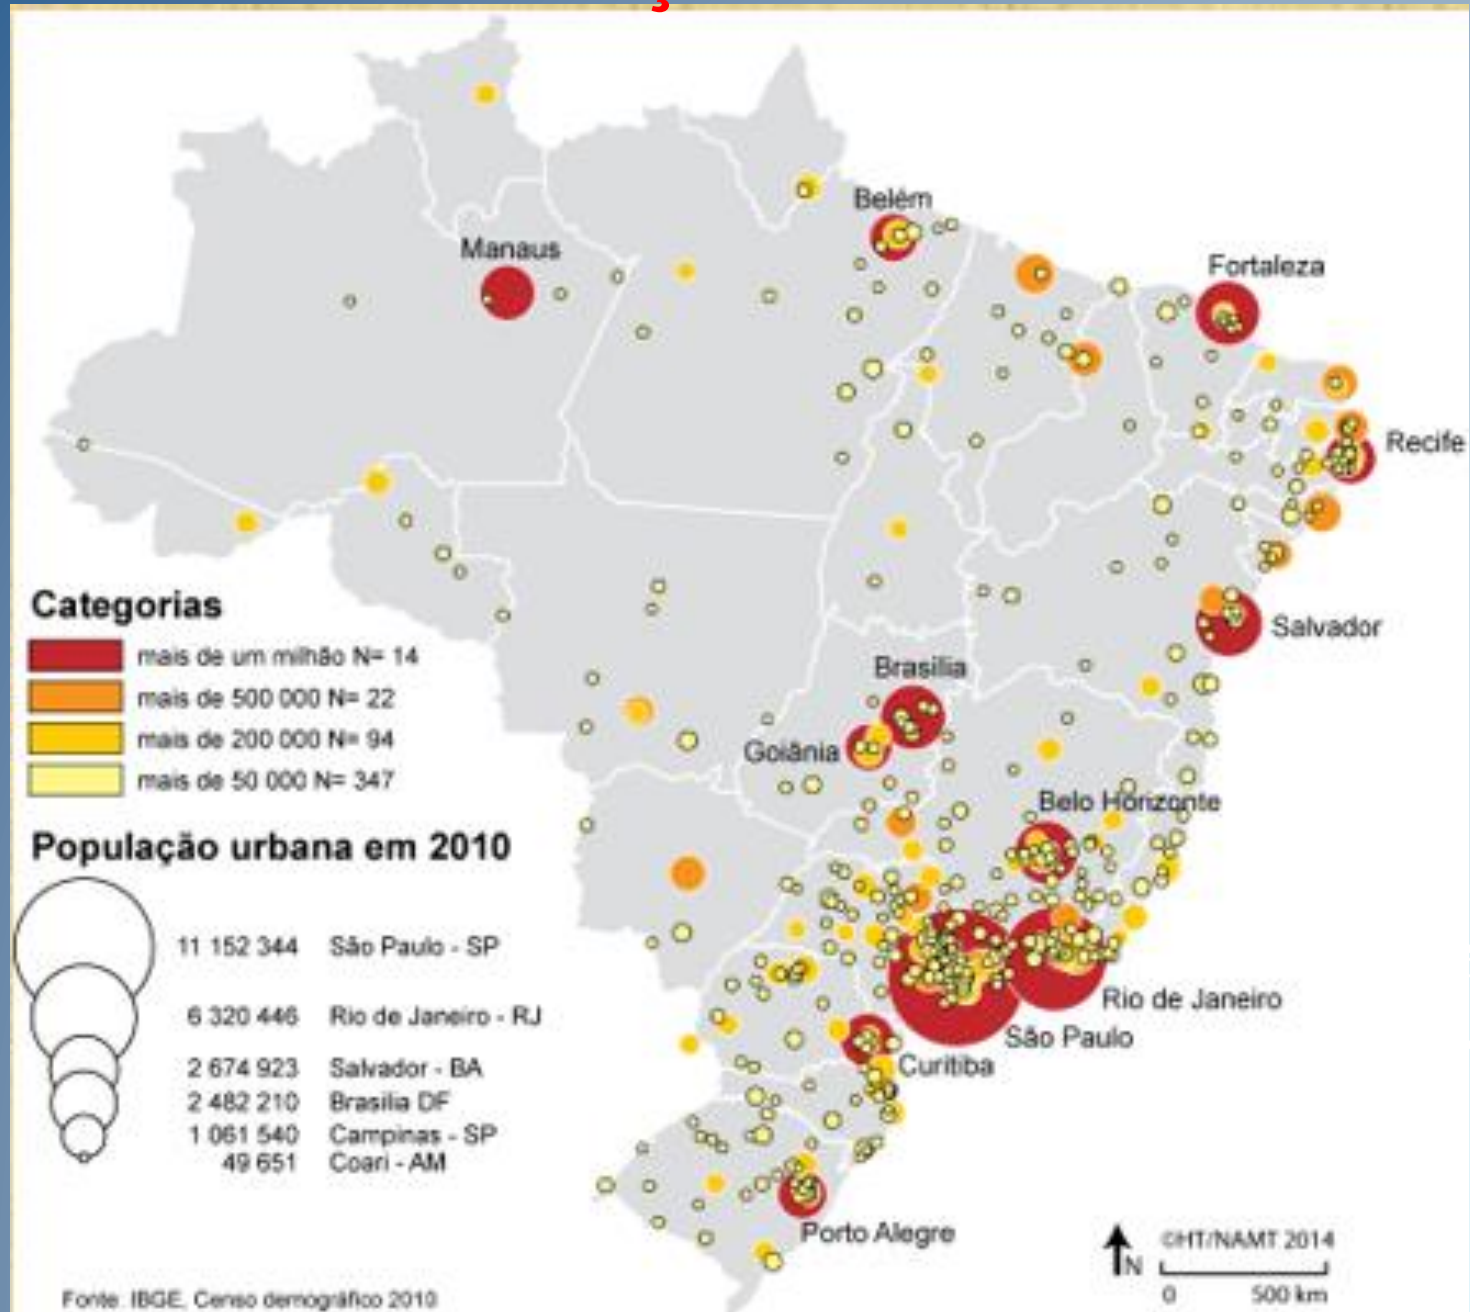 Belém
Manaus
Fortaleza
Recife
Salvador
Brasilia
Goiânia
Belo Horizonte
Rio de Janeiro
São Paulo
Curitiba
Porto Alegre
Categorias
mais de um milhão N= 14
mais de 500 000 N= 22
mais de 200 000 N= 94
mais de 50 000 N= 347
População urbana em 2010
11 152 344 São Paulo - SP
6 320 446 Rio de Janeiro - RJ
2 674 923 Salvador - BA
2 482 210 Brasilia DF
1 061 540 Campinas - SP
49 651 Coari - AM
©HT/NAMT 2014
N
0 500 km
Fonte: IBGE, Censo demográfico 2010